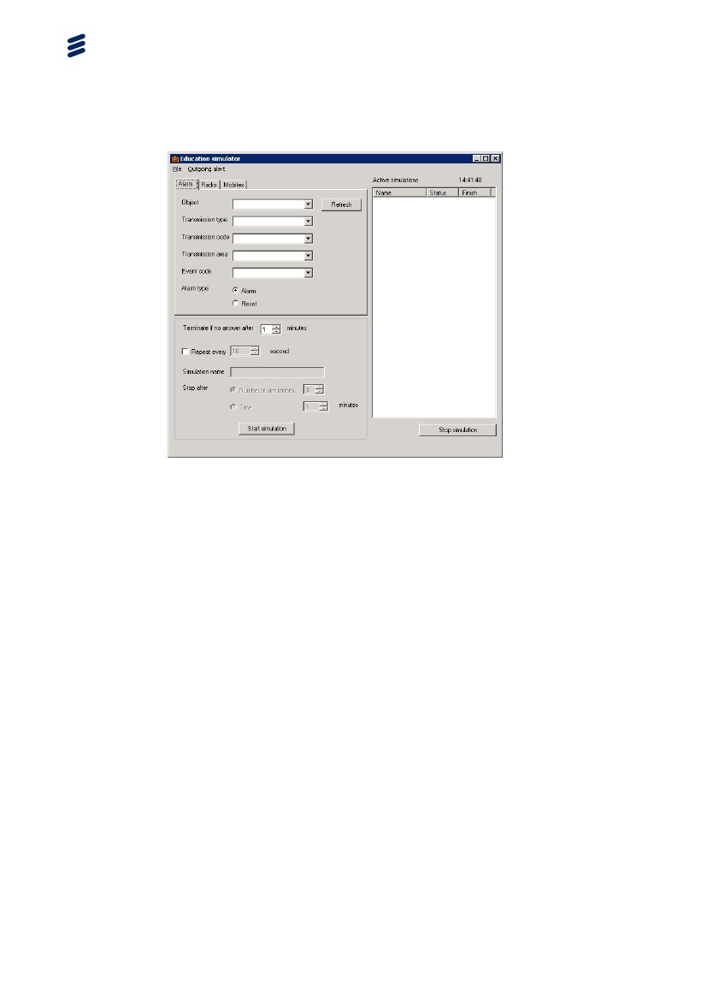 Education simulator
File Outgoing alert
Alarm Radio Mobitex
Object
Refresh
Transmission type
Transmission code
Transmission area
Event code
Alarm type
Alarm
Reset
Terminate if no answer after 1 minutes
Repeat every 10 second
Simulation name
Stop after
Number of simulations 3
Time 1 minutes
Start simulation
Active simulations 14:41:48
Name Status Finish
Stop simulation